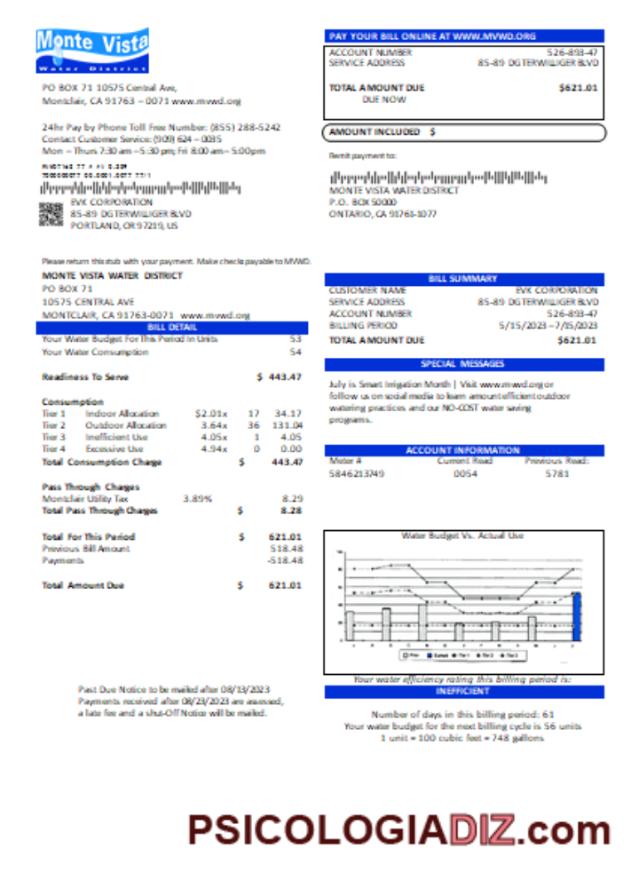 Monte Vista
Water District
PO BOX 71 10575 Central Ave,
Montclair, CA 91763 – 0071 www.mvwd.org
24hr Pay by Phone Toll Free Number: (855) 288-5242
Contact Customer Service: (909) 624 – 0035
Mon – Thurs 7:30 am – 5:30 pm; Fri 8:00 am – 5:00pm
EVK CORPORATION
85-89 DGTERWILLIGER BLVD
PORTLAND, OR 97219, US
PAY YOUR BILL ONLINE AT WWW.MVWD.ORG
ACCOUNT NUMBER 526-893-47
SERVICE ADDRESS 85-89 DGTERWILLIGER BLVD
TOTAL AMOUNT DUE $621.01
DUE NOW
AMOUNT INCLUDED $
Remit payment to:
MONTE VISTA WATER DISTRICT
P.O. BOX 50000
ONTARIO, CA 91761-1077
Please return this stub with your payment. Make checks payable to MVWD.
MONTE VISTA WATER DISTRICT
PO BOX 71
10575 CENTRAL AVE
MONTCLAIR, CA 91763-0071 www.mvwd.org
BILL DETAIL
Your Water Budget For This Period In Units 53
Your Water Consumption 54
Readiness To Serve $ 443.47
Consumption
Tier 1 Indoor Allocation $2.01x 17 34.17
Tier 2 Outdoor Allocation 3.64x 36 131.04
Tier 3 Inefficient Use 4.05x 1 4.05
Tier 4 Excessive Use 4.94x 0 0.00
Total Consumption Charge $ 443.47
Pass Through Charges
Montclair Utility Tax 3.89% 8.29
Total Pass Through Charges $ 8.28
Total For This Period $ 621.01
Previous Bill Amount 518.48
Payments -518.48
Total Amount Due $ 621.01
Past Due Notice to be mailed after 08/13/2023
Payments received after 08/23/2023 are assessed,
a late fee and a shut-Off Notice will be mailed.
BILL SUMMARY
CUSTOMER NAME EVK CORPORATION
SERVICE ADDRESS 85-89 DGTERWILLIGER BLVD
ACCOUNT NUMBER 526-893-47
BILLING PERIOD 5/15/2023 – 7/15/2023
TOTAL AMOUNT DUE $621.01
SPECIAL MESSAGES
July is Smart Irrigation Month | Visit www.mvwd.org or
follow us on social media to learn amount efficient outdoor
watering practices and our NO-COST water saving
programs.
ACCOUNT INFORMATION
Meter # Current Read Previous Read:
5846213749 0054 5781
Water Budget Vs. Actual Use
Your water efficiency rating this billing period is:
INEFFICIENT
Number of days in this billing period: 61
Your water budget for the next billing cycle is 56 units
1 unit = 100 cubic feet = 748 gallons
PSICOLOGIADIZ.com